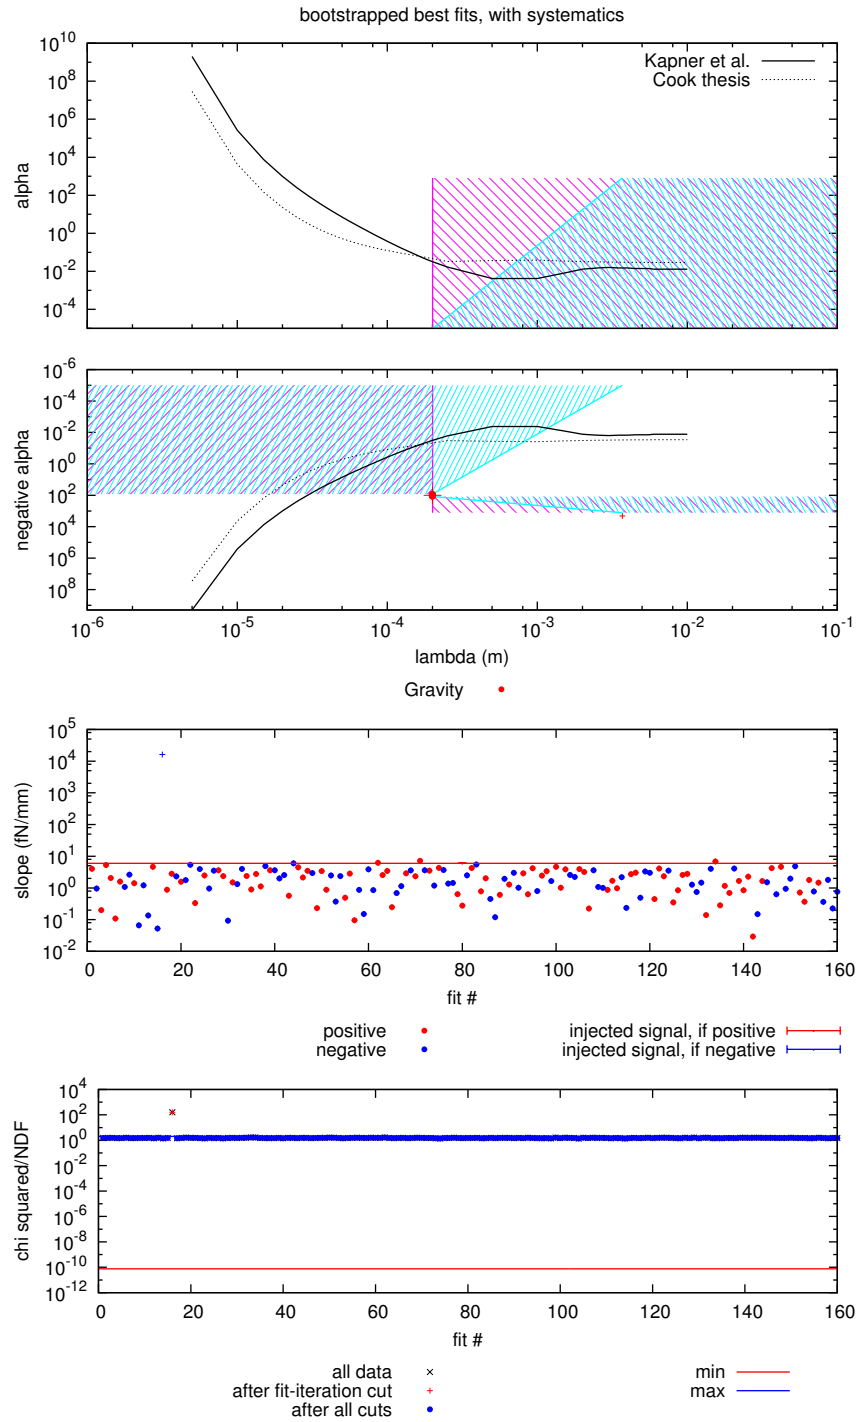 bootstrapped best fits, with systematics
alpha
10^10
10^8
10^6
10^4
10^2
10^0
10^-2
10^-4
Kapner et al.
Cook thesis
negative alpha
10^-6
10^-4
10^-2
10^0
10^2
10^4
10^6
10^8
10^-6 10^-5 10^-4 10^-3 10^-2 10^-1
lambda (m)
Gravity
slope (fN/mm)
10^5
10^4
10^3
10^2
10^1
10^0
10^-1
10^-2
0 20 40 60 80 100 120 140 160
fit #
positive
negative
injected signal, if positive
injected signal, if negative
chi squared/NDF
10^4
10^2
10^0
10^-2
10^-4
10^-6
10^-8
10^-10
10^-12
0 20 40 60 80 100 120 140 160
fit #
all data
after fit-iteration cut
after all cuts
min
max